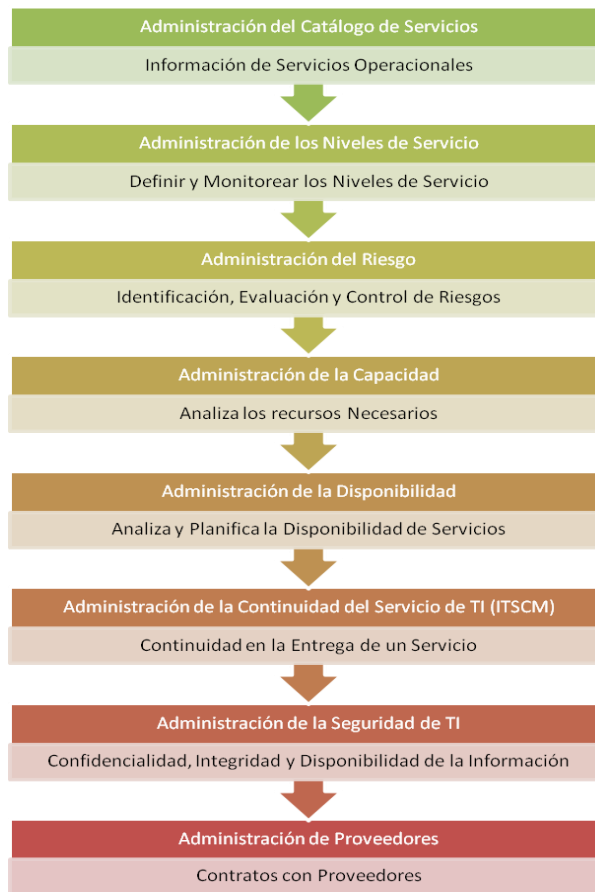 Administración del Catálogo de Servicios
Información de Servicios Operacionales
Administración de los Niveles de Servicio
Definir y Monitorear los Niveles de Servicio
Administración del Riesgo
Identificación, Evaluación y Control de Riesgos
Administración de la Capacidad
Analiza los recursos Necesarios
Administración de la Disponibilidad
Analiza y Planifica la Disponibilidad de Servicios
Administración de la Continuidad del Servicio de TI (ITSCM)
Continuidad en la Entrega de un Servicio
Administración de la Seguridad de TI
Confidencialidad, Integridad y Disponibilidad de la Información
Administración de Proveedores
Contratos con Proveedores